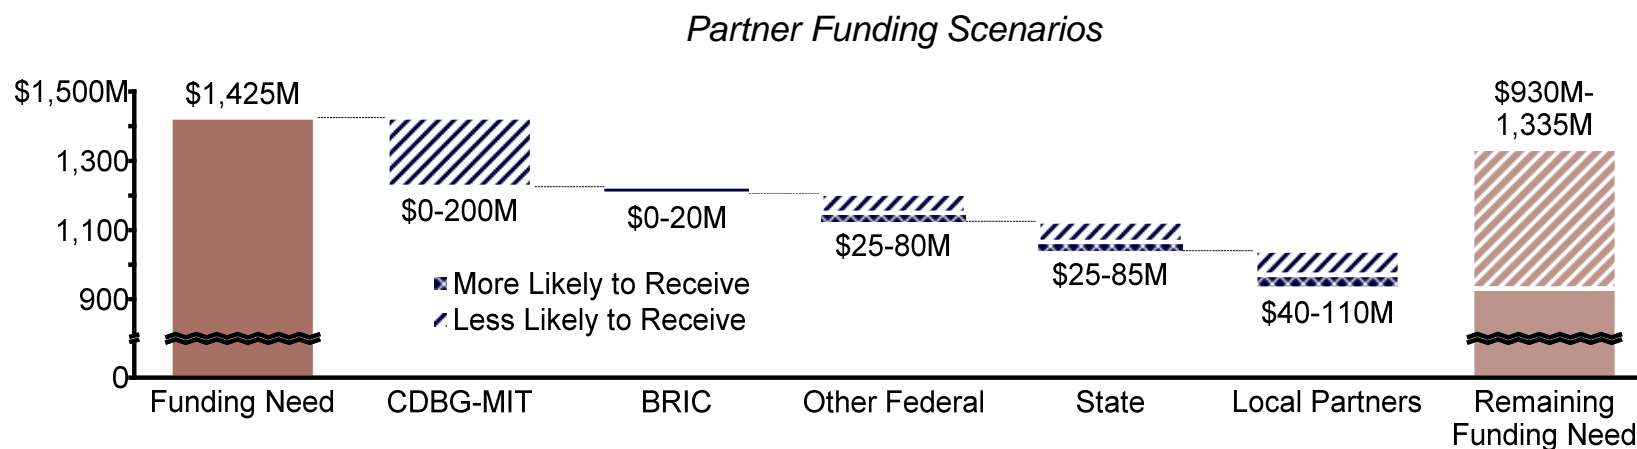 Partner Funding Scenarios
$1,500M
1,300
1,100
900
0
$1,425M
$0-200M
$0-20M
$25-80M
$25-85M
$40-110M
$930M-
1,335M
More Likely to Receive
Less Likely to Receive
Funding Need
CDBG-MIT
BRIC
Other Federal
State
Local Partners
Remaining
Funding Need